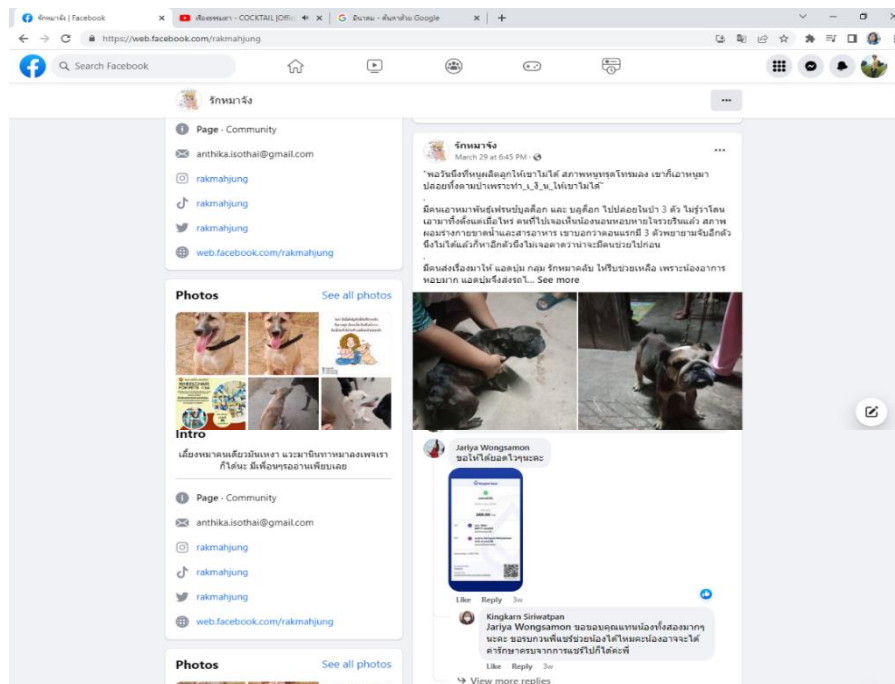 รักหมาจัง | Facebook
เสียงชรนชรา - COCKTAIL [Offic
มีนาคม - ค้นหาด้วย Google
https://web.facebook.com/rakmahjung
Search Facebook
รักหมาจัง
Page · Community
anthika.isothai@gmail.com
rakmahjung
rakmahjung
rakmahjung
web.facebook.com/rakmahjung
Photos
See all photos
WHEELCHAIR
FOR PETS
Intro
เลี้ยงหมาคนเดียวมันเหงา แวะมานินทาหมาลงเพจเรา
ก็ได้นะ มีเพื่อนๆรออ่านเพียบเลย
Page · Community
anthika.isothai@gmail.com
rakmahjung
rakmahjung
rakmahjung
web.facebook.com/rakmahjung
Photos
See all photos
รักหมาจัง
March 29 at 6:45 PM
"พอวันนึงที่หนูผลิตลูกให้เขาไม่ได้ สภาพหนูทรุดโทรมลง เขาก็เอาหนูมา
ปล่อยทิ้งตามป่าเพราะทำ_เ_งิ_น_ให้เขาไม่ได้"
.
มีคนเอาหมาพันธุ์เฟรนช์บูลด็อก และ บลูด็อก ไปปล่อยในป่า 3 ตัว ไม่รู้ว่าโดน
เอามาทิ้งตั้งแต่เมื่อไหร่ คนที่ไปเจอเห็นน้องนอนหอบหายใจรวยรินแล้ว สภาพ
ผอมร่างกายขาดน้ำและสารอาหาร เขาบอกว่าตอนแรกมี 3 ตัวพยายามจับอีกตัว
ซึ่งไม่ได้แล้วก็หาอีกตัวซึ่งไม่เจอคาดว่าน่าจะมีคนช่วยไปก่อน
.
มีคนส่งเรื่องมาให้ แอดปุ่ม กลุ่ม รักหมาคลับ ให้รีบช่วยเหลือ เพราะน้องอาการ
หอบมาก แอดปุ่มจึงส่งรถไ... See more
Jariya Wongsamon
ขอให้ได้ยอดไวๆนะคะ
Like Reply 3w
Kingkarn Siriwatpan
Jariya Wongsamon ขอขอบคุณแทนน้องทั้งสองมากๆ
นะคะ ขอรบกวนพี่แชร์ช่วยน้องได้ไหมคะน้องอาจจะได้
ค่ารักษาครบจากการแชร์ไปก็ได้ค่ะพี่
Like Reply 3w
View more replies